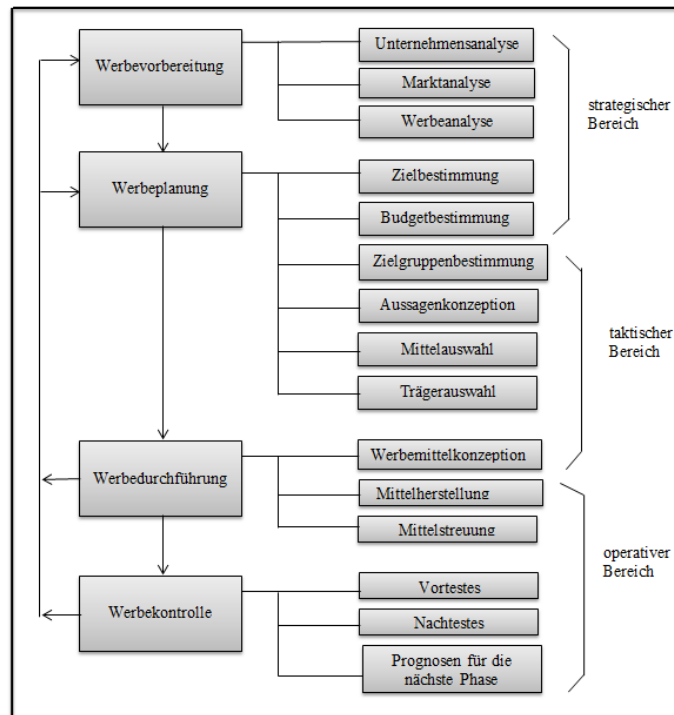 Werbevorbereitung
Unternehmensanalyse
Marktanalyse
Werbeanalyse
strategischer
Bereich
Werbeplanung
Zielbestimmung
Budgetbestimmung
Zielgruppenbestimmung
Aussagenkonzeption
Mittelauswahl
Trägerauswahl
taktischer
Bereich
Werbedurchführung
Werbemittelkonzeption
Mittelherstellung
Mittelstreuung
operativer
Bereich
Werbekontrolle
Vortestes
Nachtestes
Prognosen für die
nächste Phase